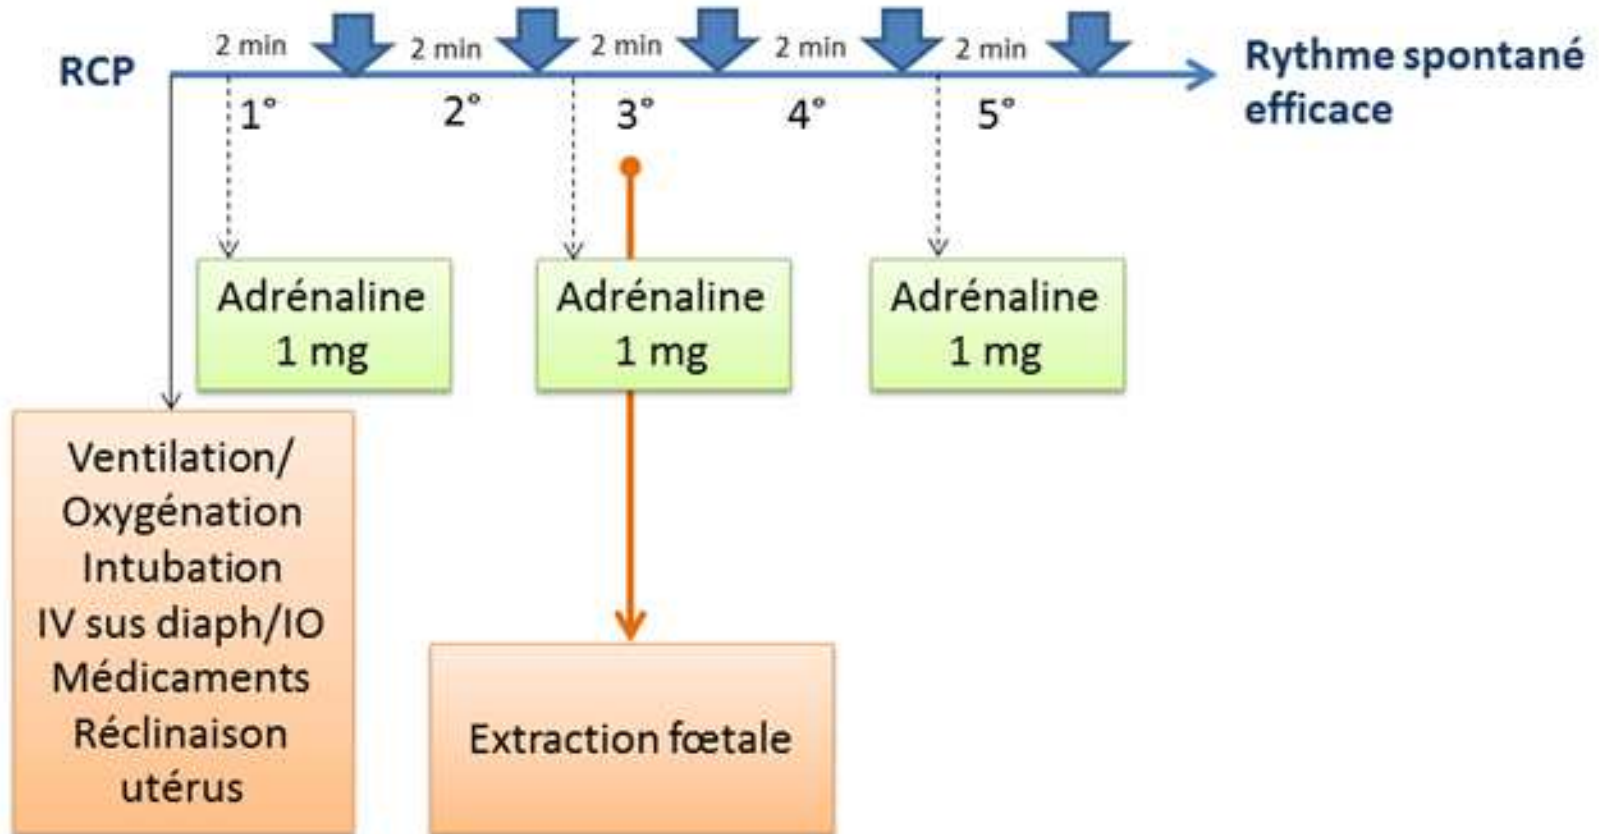 2 min
2 min
2 min
2 min
2 min
RCP
Rythme spontané
efficace
1°
2°
3°
4°
5°
Adrénaline
1 mg
Adrénaline
1 mg
Adrénaline
1 mg
Ventilation/
Oxygénation
Intubation
IV sus diaph/IO
Médicaments
Réclinaison
utérus
Extraction fœtale